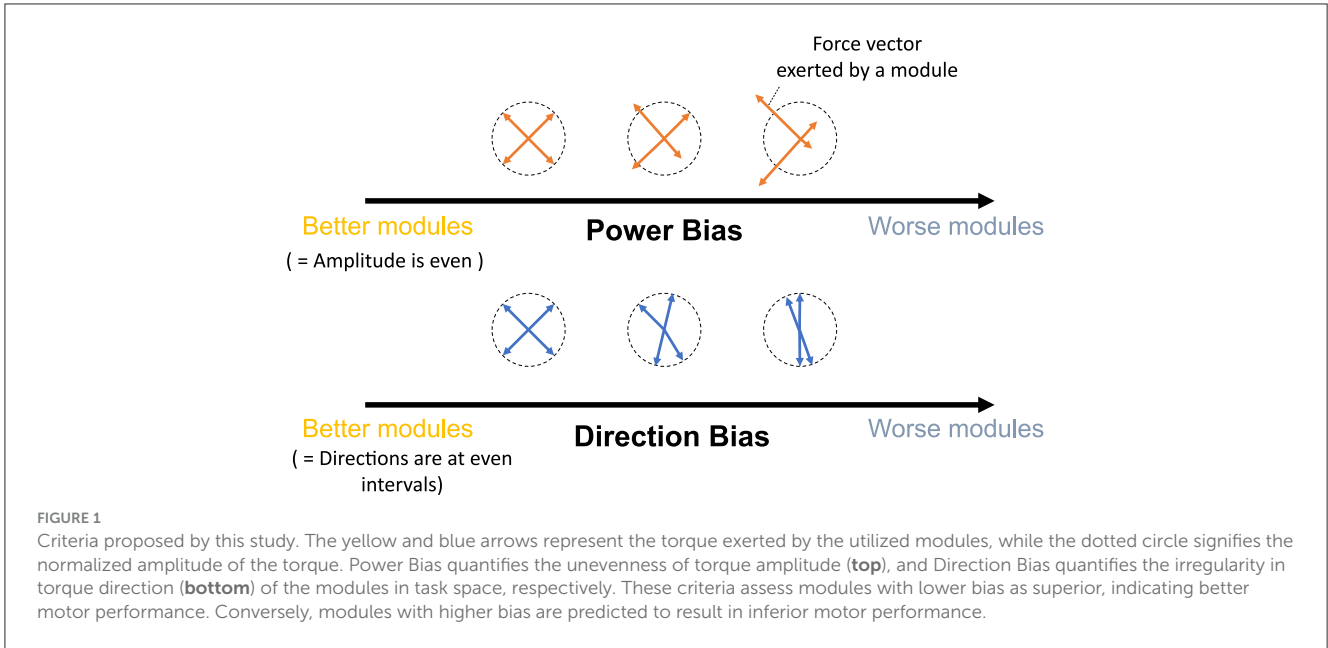 Force vector
exerted by a module
Better modules
Power Bias
Worse modules
( = Amplitude is even )
Better modules
Direction Bias
Worse modules
( = Directions are at even
intervals)
FIGURE 1
Criteria proposed by this study. The yellow and blue arrows represent the torque exerted by the utilized modules, while the dotted circle signifies the
normalized amplitude of the torque. Power Bias quantifies the unevenness of torque amplitude (top), and Direction Bias quantifies the irregularity in
torque direction (bottom) of the modules in task space, respectively. These criteria assess modules with lower bias as superior, indicating better
motor performance. Conversely, modules with higher bias are predicted to result in inferior motor performance.